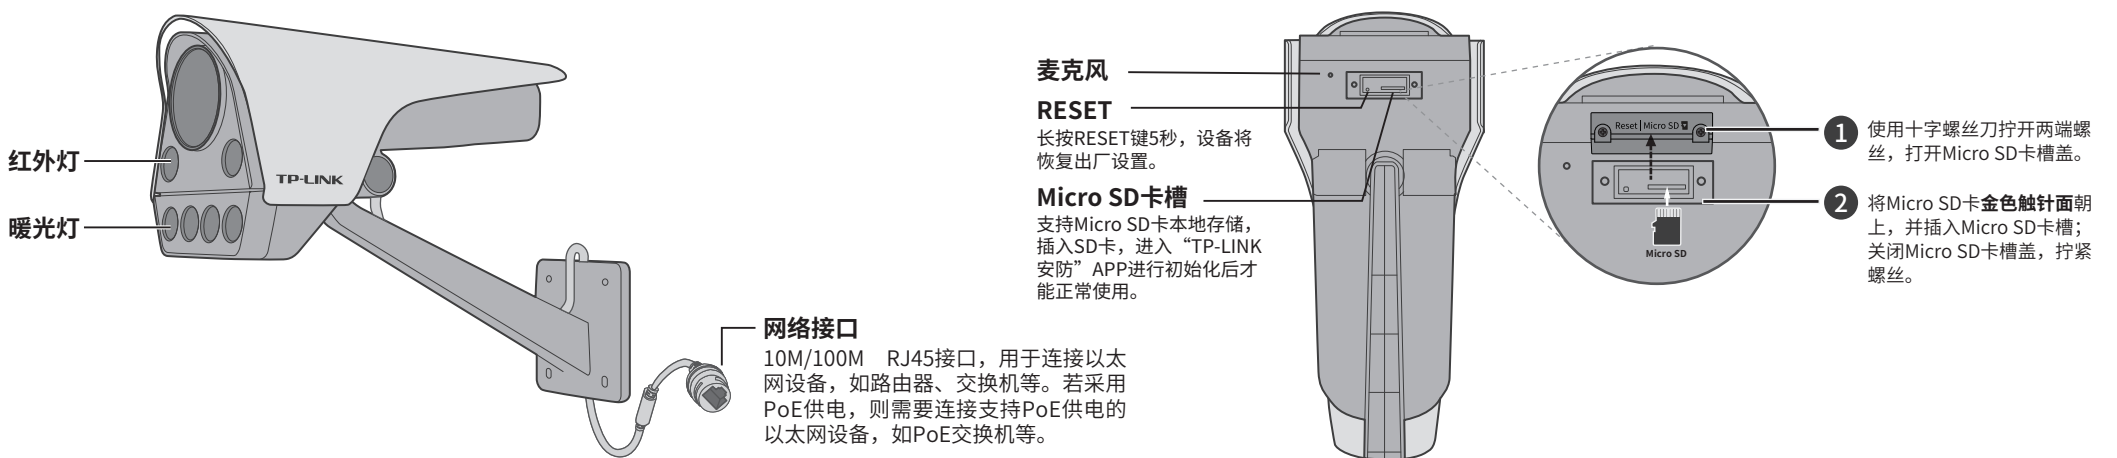 红外灯
暖光灯
TP-LINK
网络接口
10M/100M RJ45接口，用于连接以太
网设备，如路由器、交换机等。若采用
PoE供电，则需要连接支持PoE供电的
以太网设备，如PoE交换机等。
麦克风
RESET
长按RESET键5秒，设备将
恢复出厂设置。
Micro SD卡槽
支持Micro SD卡本地存储，
插入SD卡，进入“TP-LINK
安防”APP进行初始化后才
能正常使用。
Reset | Micro SD
Micro SD
1 使用十字螺丝刀拧开两端螺
丝，打开Micro SD卡槽盖。
2 将Micro SD卡金色触针面朝
上，并插入Micro SD卡槽；
关闭Micro SD卡槽盖，拧紧
螺丝。